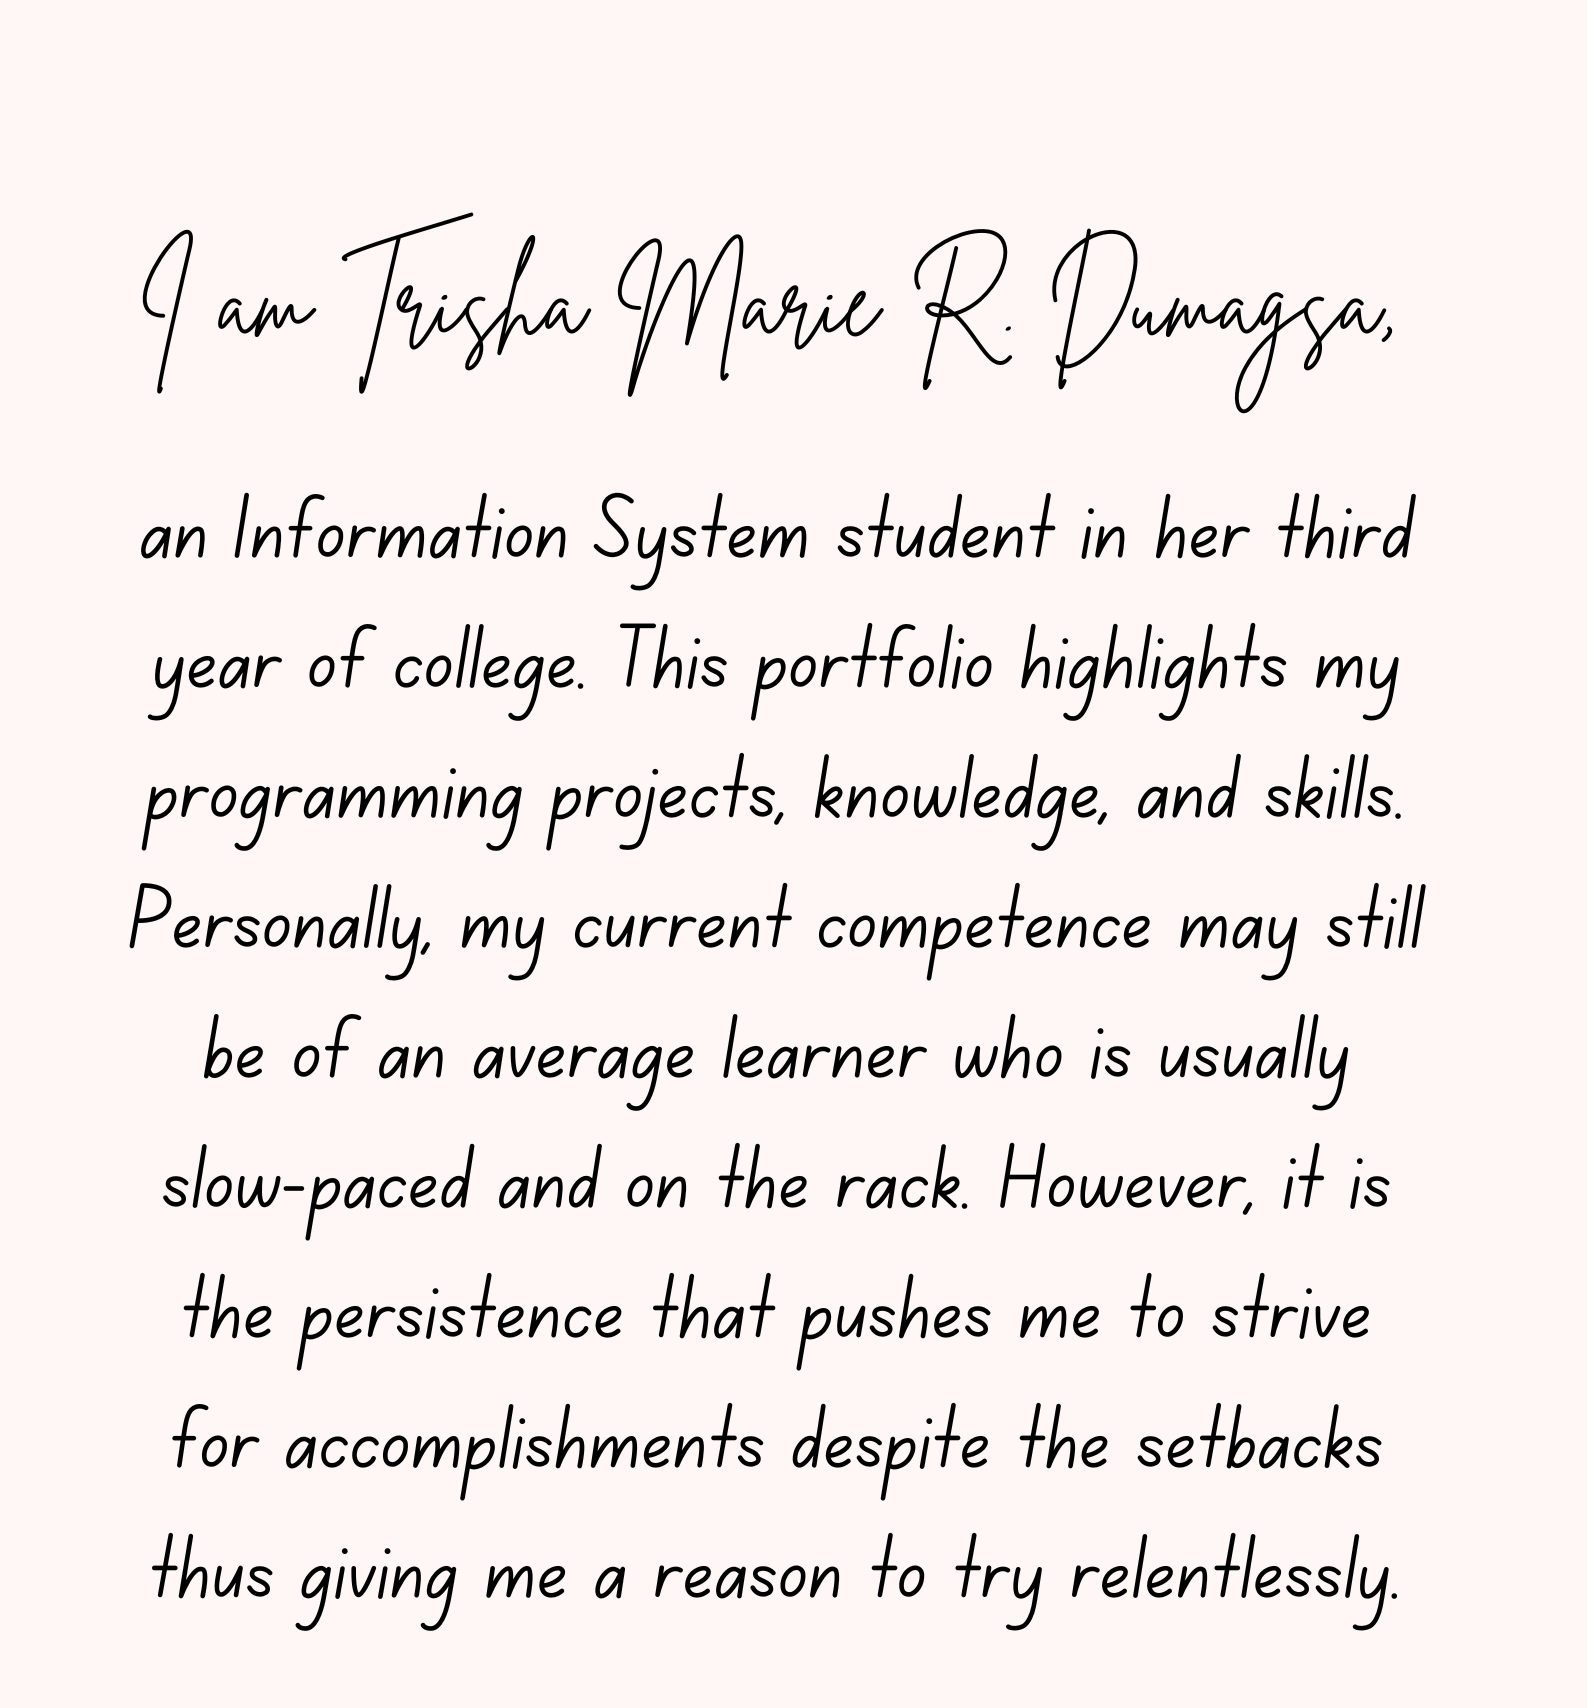 I am Trisha Marie R. Dumagsa,
an Information System student in her third
year of college. This portfolio highlights my
programming projects, knowledge, and skills.
Personally, my current competence may still
be of an average learner who is usually
slow-paced and on the rack. However, it is
the persistence that pushes me to strive
for accomplishments despite the setbacks
thus giving me a reason to try relentlessly.